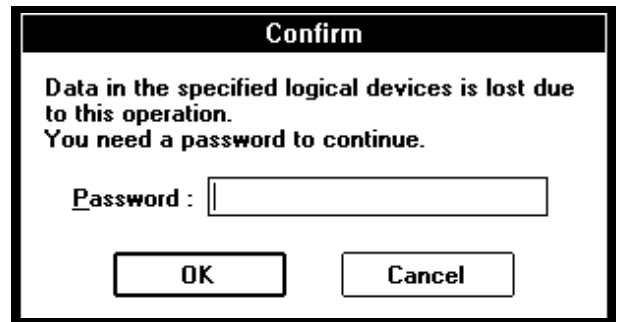 Confirm
Data in the specified logical devices is lost due
to this operation.
You need a password to continue.
Password :
OK Cancel